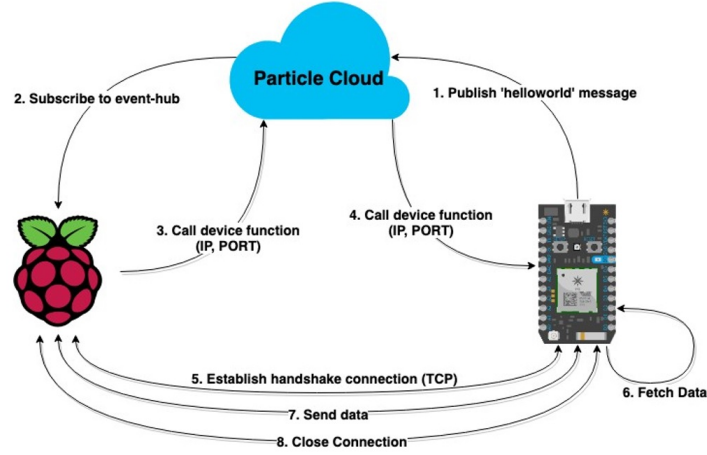 Particle Cloud
1. Publish 'helloworld' message
2. Subscribe to event-hub
3. Call device function
(IP, PORT)
4. Call device function
(IP, PORT)
5. Establish handshake connection (TCP)
6. Fetch Data
7. Send data
8. Close Connection